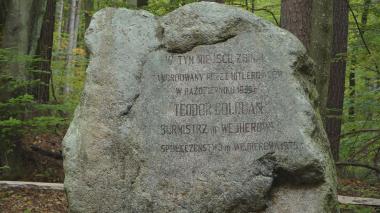 W TYM MIEJSCU ZGINĄŁ
ZAMORDOWANY PRZEZ HITLEROWCÓW
W PAŹDZIERNIKU 1939 R.
TEODOR BOLDUAN
BURMISTRZ m WEJHEROWA
SPOŁECZEŃSTWO m WEJHEROWA